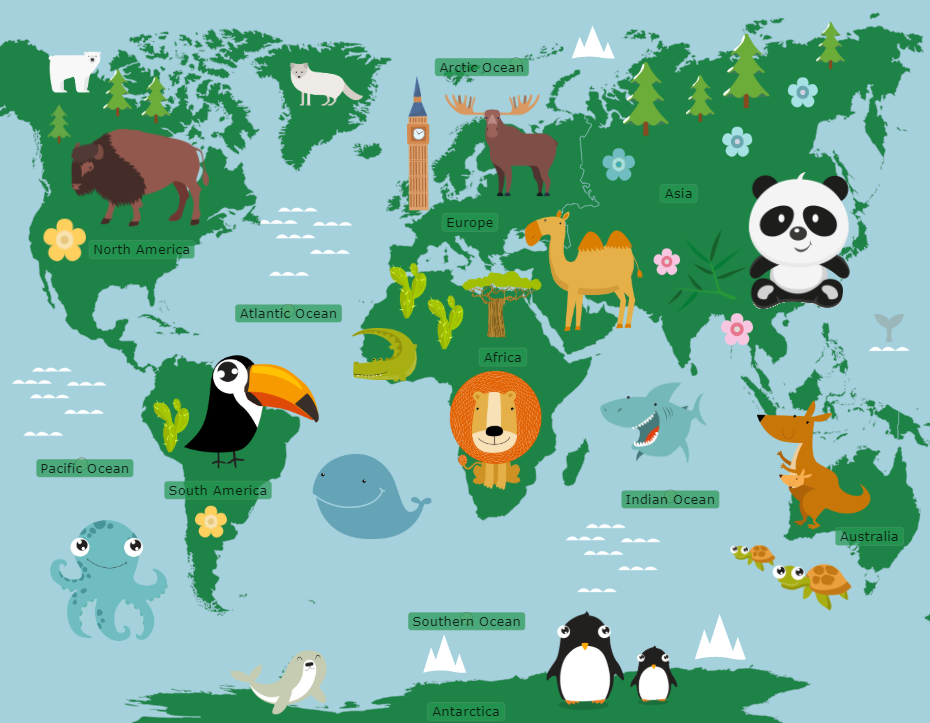 Arctic Ocean
Asia
Europe
North America
Atlantic Ocean
Africa
Pacific Ocean
South America
Indian Ocean
Australia
Southern Ocean
Antarctica